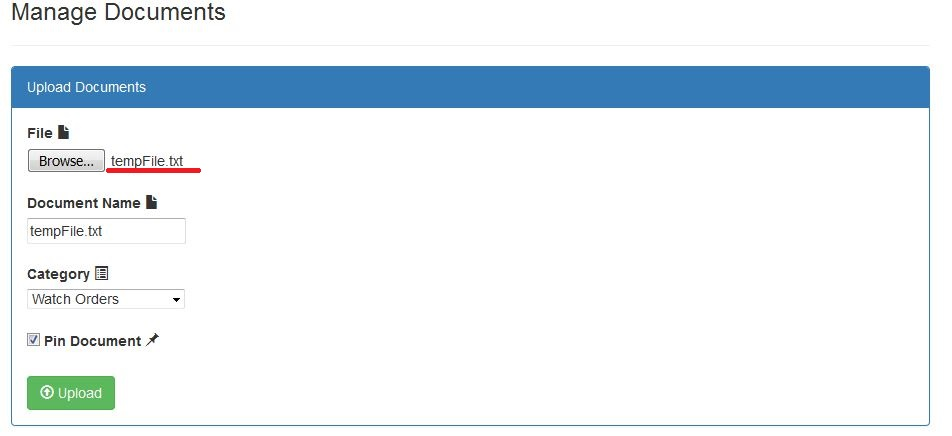 Manage Documents
Upload Documents
File
Browse... tempFile.txt
Document Name
tempFile.txt
Category
Watch Orders
Pin Document
Upload